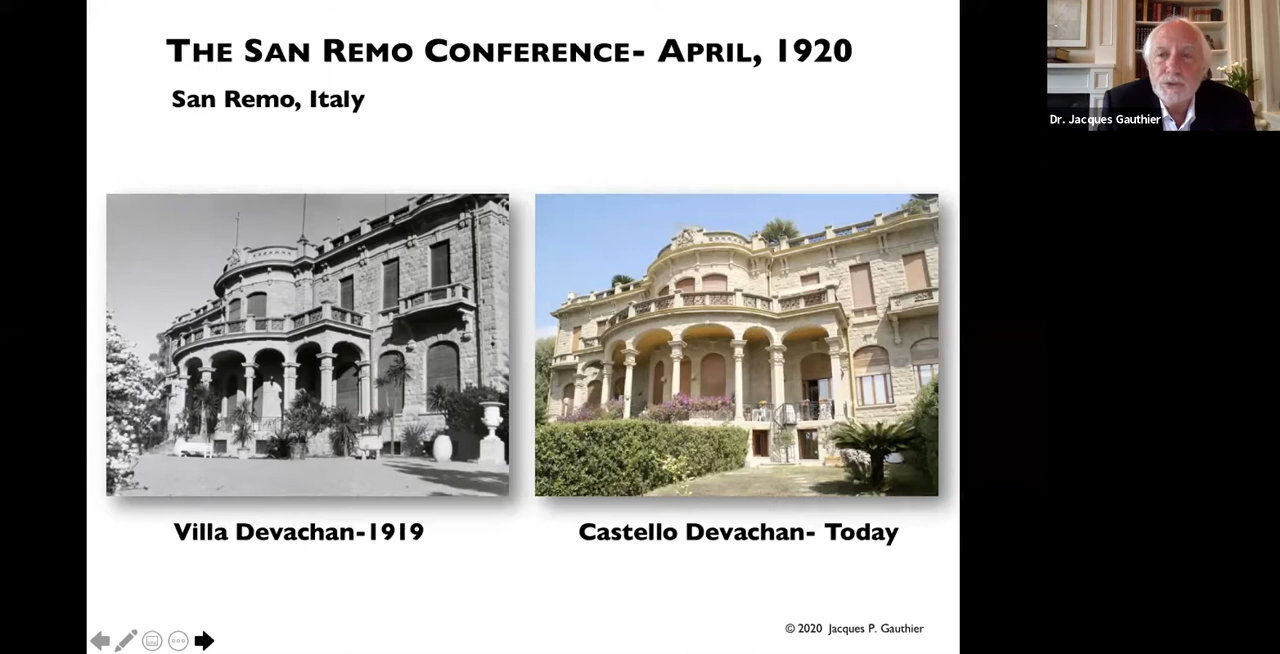 THE SAN REMO CONFERENCE- APRIL, 1920
San Remo, Italy
Dr. Jacques Gauthier
Villa Devachan-1919
Castello Devachan- Today
© 2020 Jacques P. Gauthier